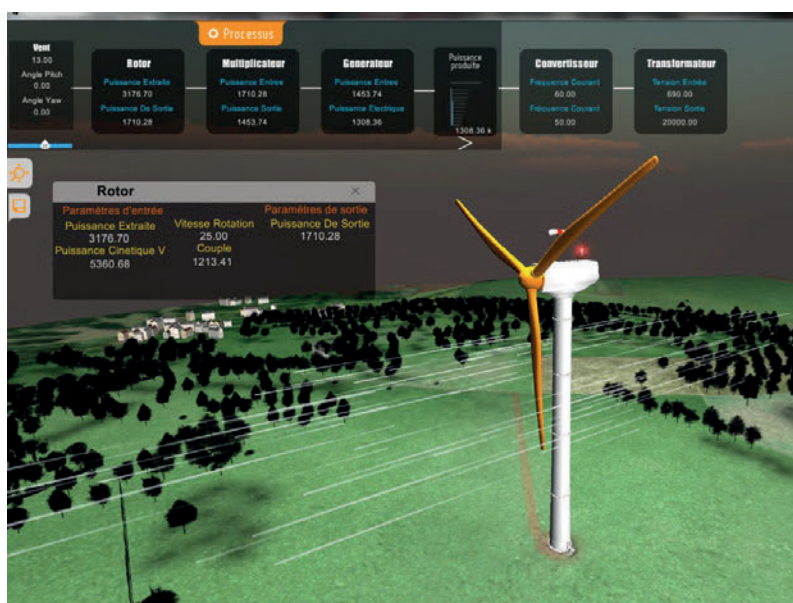 Processus
Vent
13.00
Angle Pitch
0.00
Angle Yaw
0.00
Rotor
Puissance Extraite
3176.70
Puissance De Sortie
1710.28
Multiplicateur
Puissance Entree
1710.28
Puissance Sortie
1453.74
Generateur
Puissance Entree
1453.74
Puissance Electrique
1308.36
Puissance
produite
1308.36 k
>
Convertisseur
Frequence Courant
60.00
Fréquence Courant
50.00
Transformateur
Tension Entrée
690.00
Tension Sortie
20000.00
Rotor ×
Paramètres d'entrée
Puissance Extraite
3176.70
Puissance Cinetique V
5360.68
Vitesse Rotation
25.00
Couple
1213.41
Paramètres de sortie
Puissance De Sortie
1710.28